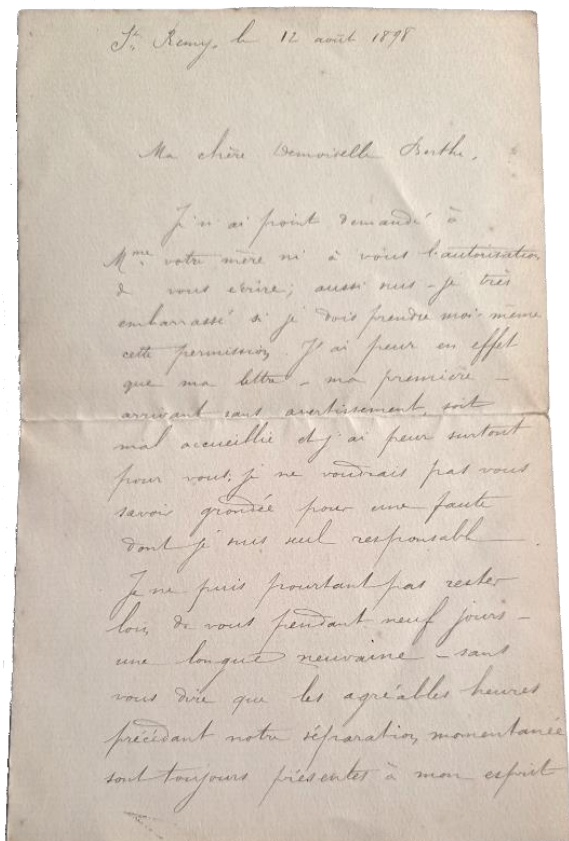 St Remy, le 12 août 1898
Ma chère Demoiselle Berthe,
Je n'ai point demandé à
Mme votre mère ni à vous l'autorisation
de vous écrire ; aussi suis-je très
embarrassé si je dois prendre moi-même
cette permission. J'ai peur en effet
que ma lettre - ma première -
arrivant sans avertissement, soit
mal accueillie et j'ai peur surtout
pour vous, je ne voudrais pas vous
savoir grondée pour une faute
dont je suis seul responsable.
Je ne puis pourtant pas rester
loin de vous pendant neuf jours -
une longue neuvaine - sans
vous dire que les agréables heures
précédant notre séparation momentanée
sont toujours présentes à mon esprit